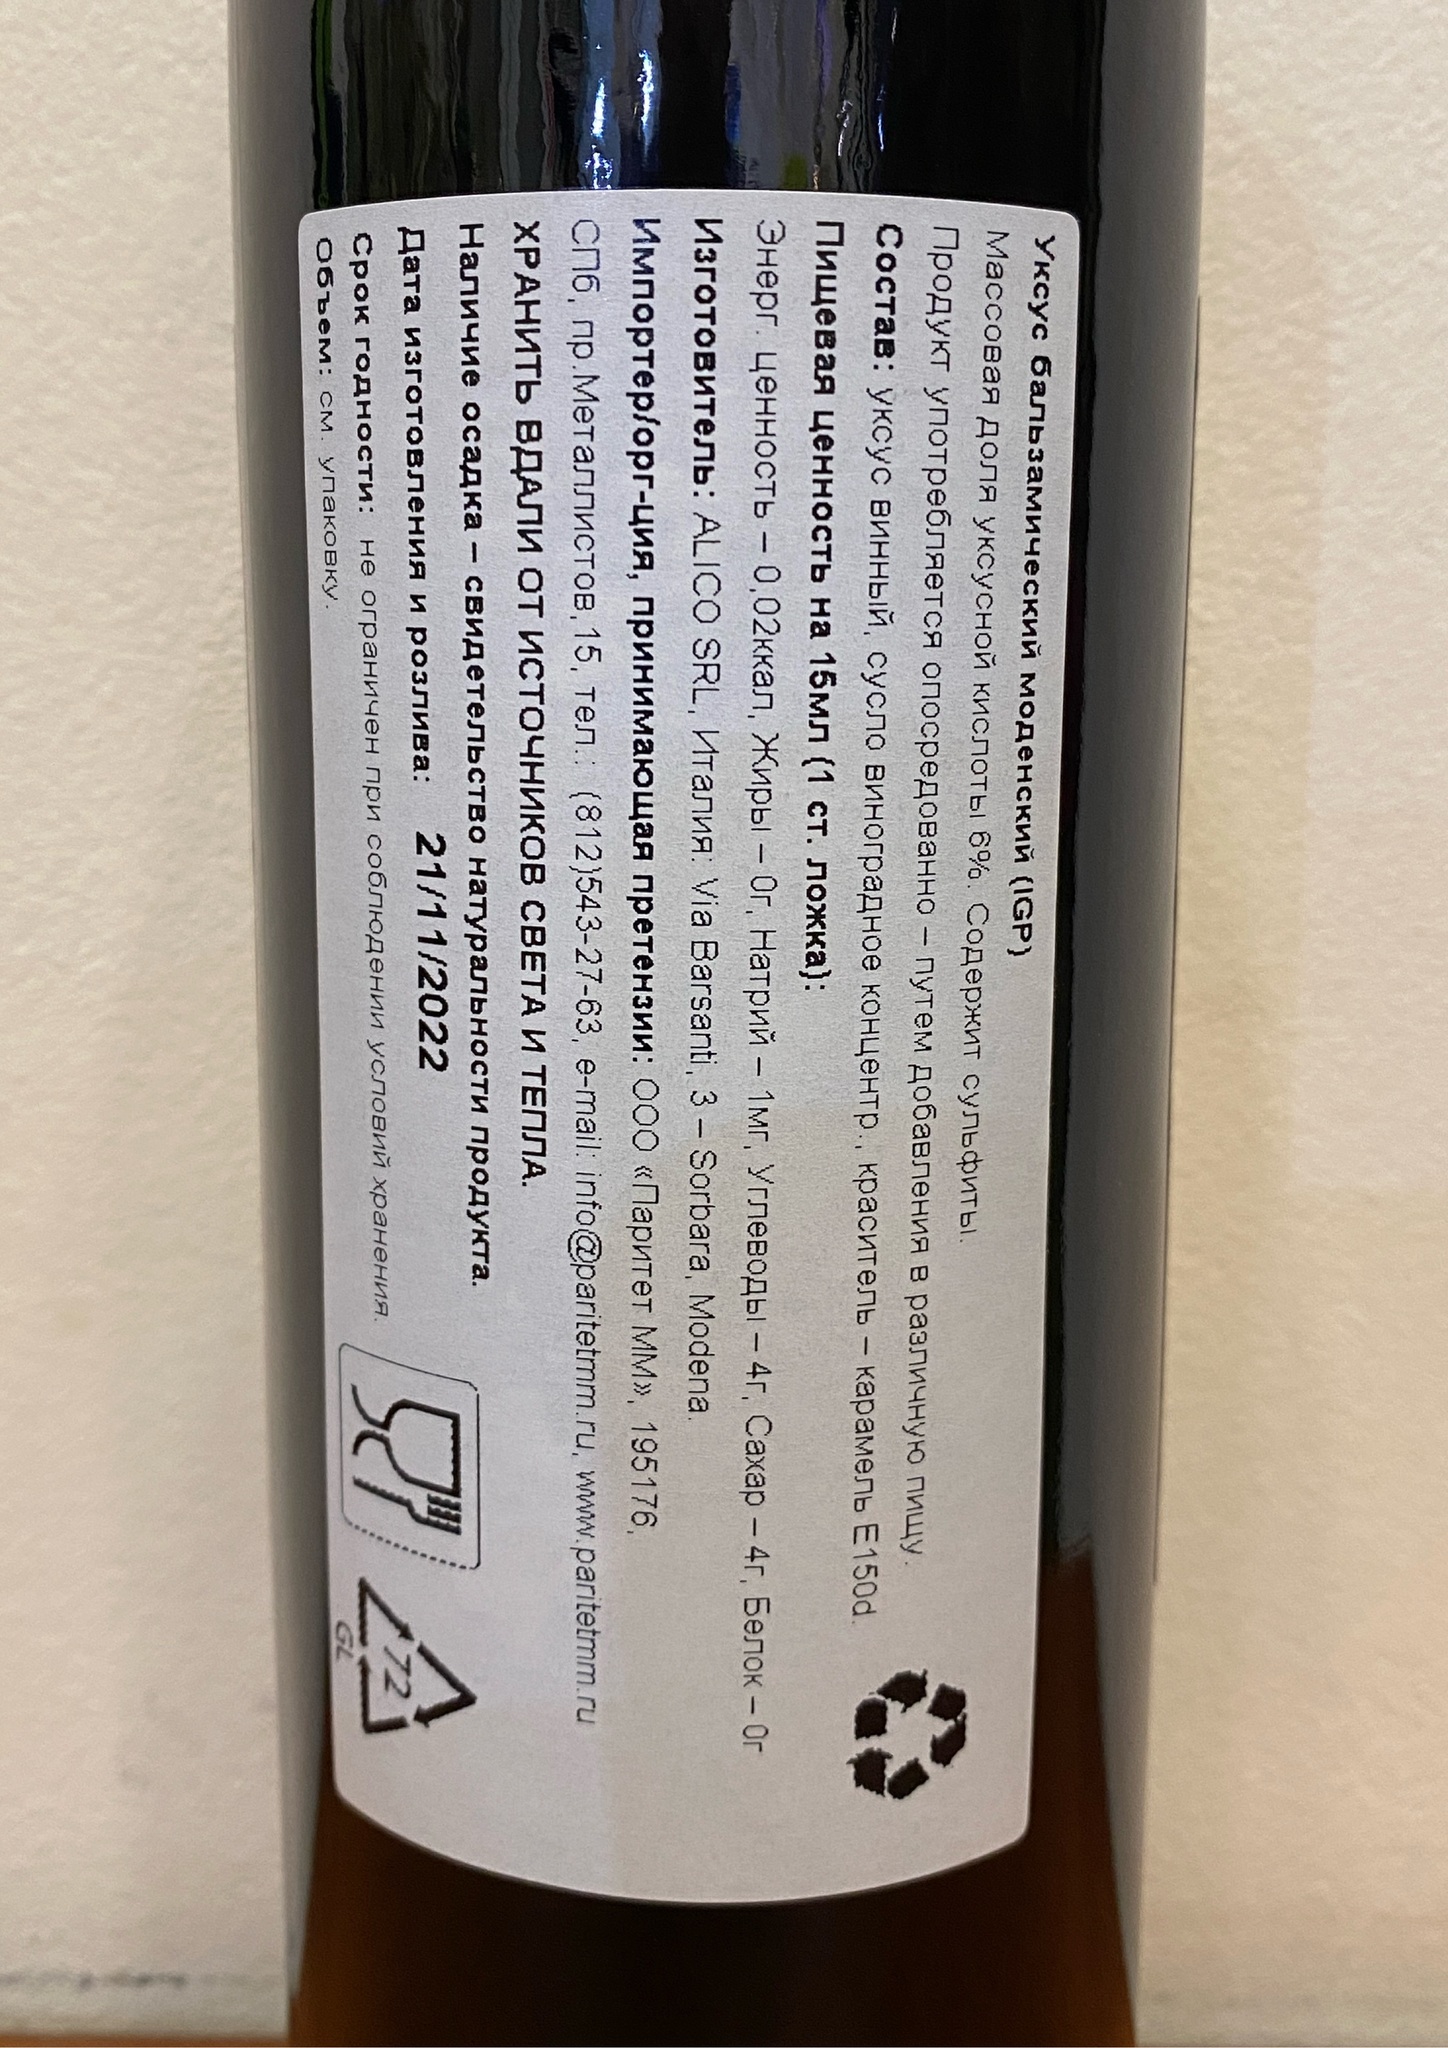 Уксус бальзамический моденский (IGP)
Массовая доля уксусной кислоты 6%. Содержит сульфиты.
Продукт употребляется опосредованно – путем добавления в различную пищу.
Состав: уксус винный, сусло виноградное концентр., краситель – карамель E150d.
Пищевая ценность на 15мл (1 ст. ложка):
Энерг. ценность – 0,02ккал, Жиры – 0г, Натрий – 1мг, Углеводы – 4г, Сахар – 4г, Белок – 0г
Изготовитель: ALICO SRL, Италия: Via Barsanti, 3 – Sorbara, Modena.
Импортер/орг-ция, принимающая претензии: ООО «Паритет ММ», 195176,
СПб, пр.Металлистов,15, тел.: (812)543-27-63, e-mail: info@paritetmm.ru, www.paritetmm.ru
ХРАНИТЬ ВДАЛИ ОТ ИСТОЧНИКОВ СВЕТА И ТЕПЛА.
Наличие осадка – свидетельство натуральности продукта.
Дата изготовления и розлива: 21/11/2022
Срок годности: не ограничен при соблюдении условий хранения.
Объем: см. упаковку.
72
GL